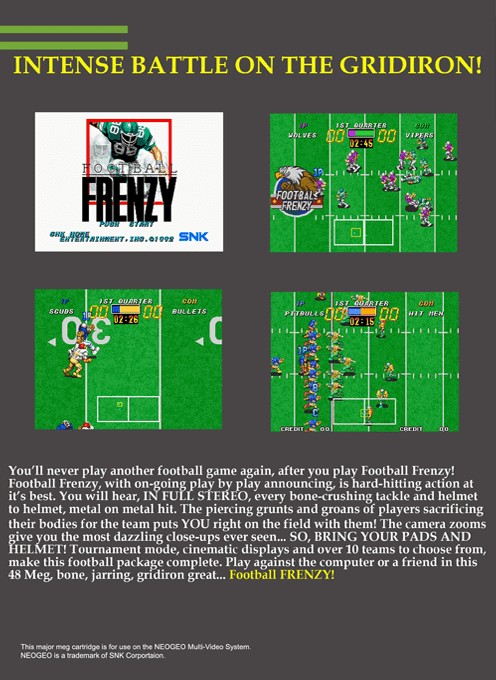 INTENSE BATTLE ON THE GRIDIRON!
FOOTBALL
FRENZY
PUSH START
SNK HOME
ENTERTAINMENT,INC.©1992 SNK
1P 1ST QUARTER COM
WOLVES 00 00 VIPERS
02:45
1P
FOOTBALL
FRENZY
1P 1ST QUARTER COM
SCUDS 00 00 BULLETS
02:26
1P
30
1P 1ST QUARTER COM
PITBULLS 00 00 HIT MEN
02:15
CREDIT 00 CREDIT 00
You'll never play another football game again, after you play Football Frenzy!
Football Frenzy, with on-going play by play announcing, is hard-hitting action at
it's best. You will hear, IN FULL STEREO, every bone-crushing tackle and helmet
to helmet, metal on metal hit. The piercing grunts and groans of players sacrificing
their bodies for the team puts YOU right on the field with them! The camera zooms
give you the most dazzling close-ups ever seen... SO, BRING YOUR PADS AND
HELMET! Tournament mode, cinematic displays and over 10 teams to choose from,
make this football package complete. Play against the computer or a friend in this
48 Meg, bone, jarring, gridiron great... Football FRENZY!
This major meg cartridge is for use on the NEOGEO Multi-Video System.
NEOGEO is a trademark of SNK Corportaion.